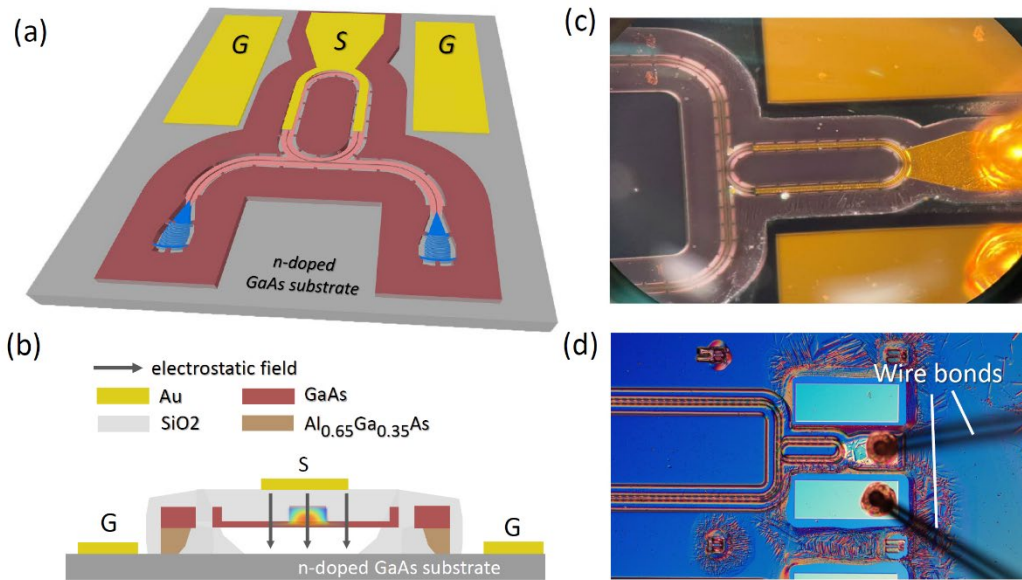 (a)
G
S
G
n-doped
GaAs substrate
(b)
electrostatic field
Au
GaAs
SiO2
Al0.65Ga0.35As
S
G
G
n-doped GaAs substrate
(c)
(d)
Wire bonds